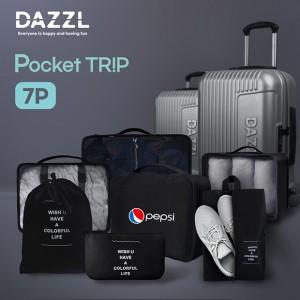 DAZZL
Everyone is happy and having fun
Pocket TR!P
7P
DAZZL
DAZZL
pepsi
WISH U
HAVE
A
COLORFUL
LIFE
WISH U
HAVE A
COLORFUL LIFE